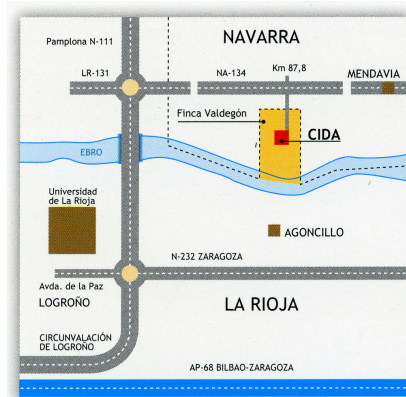 NAVARRA
Pamplona N-111
Km 87,8
LR-131
NA-134
MENDAVIA
Finca Valdegón
CIDA
EBRO
Universidad
de La Rioja
AGONCILLO
N-232 ZARAGOZA
Avda. de la Paz
LOGROÑO
LA RIOJA
CIRCUNVALACIÓN
DE LOGROÑO
AP-68 BILBAO-ZARAGOZA